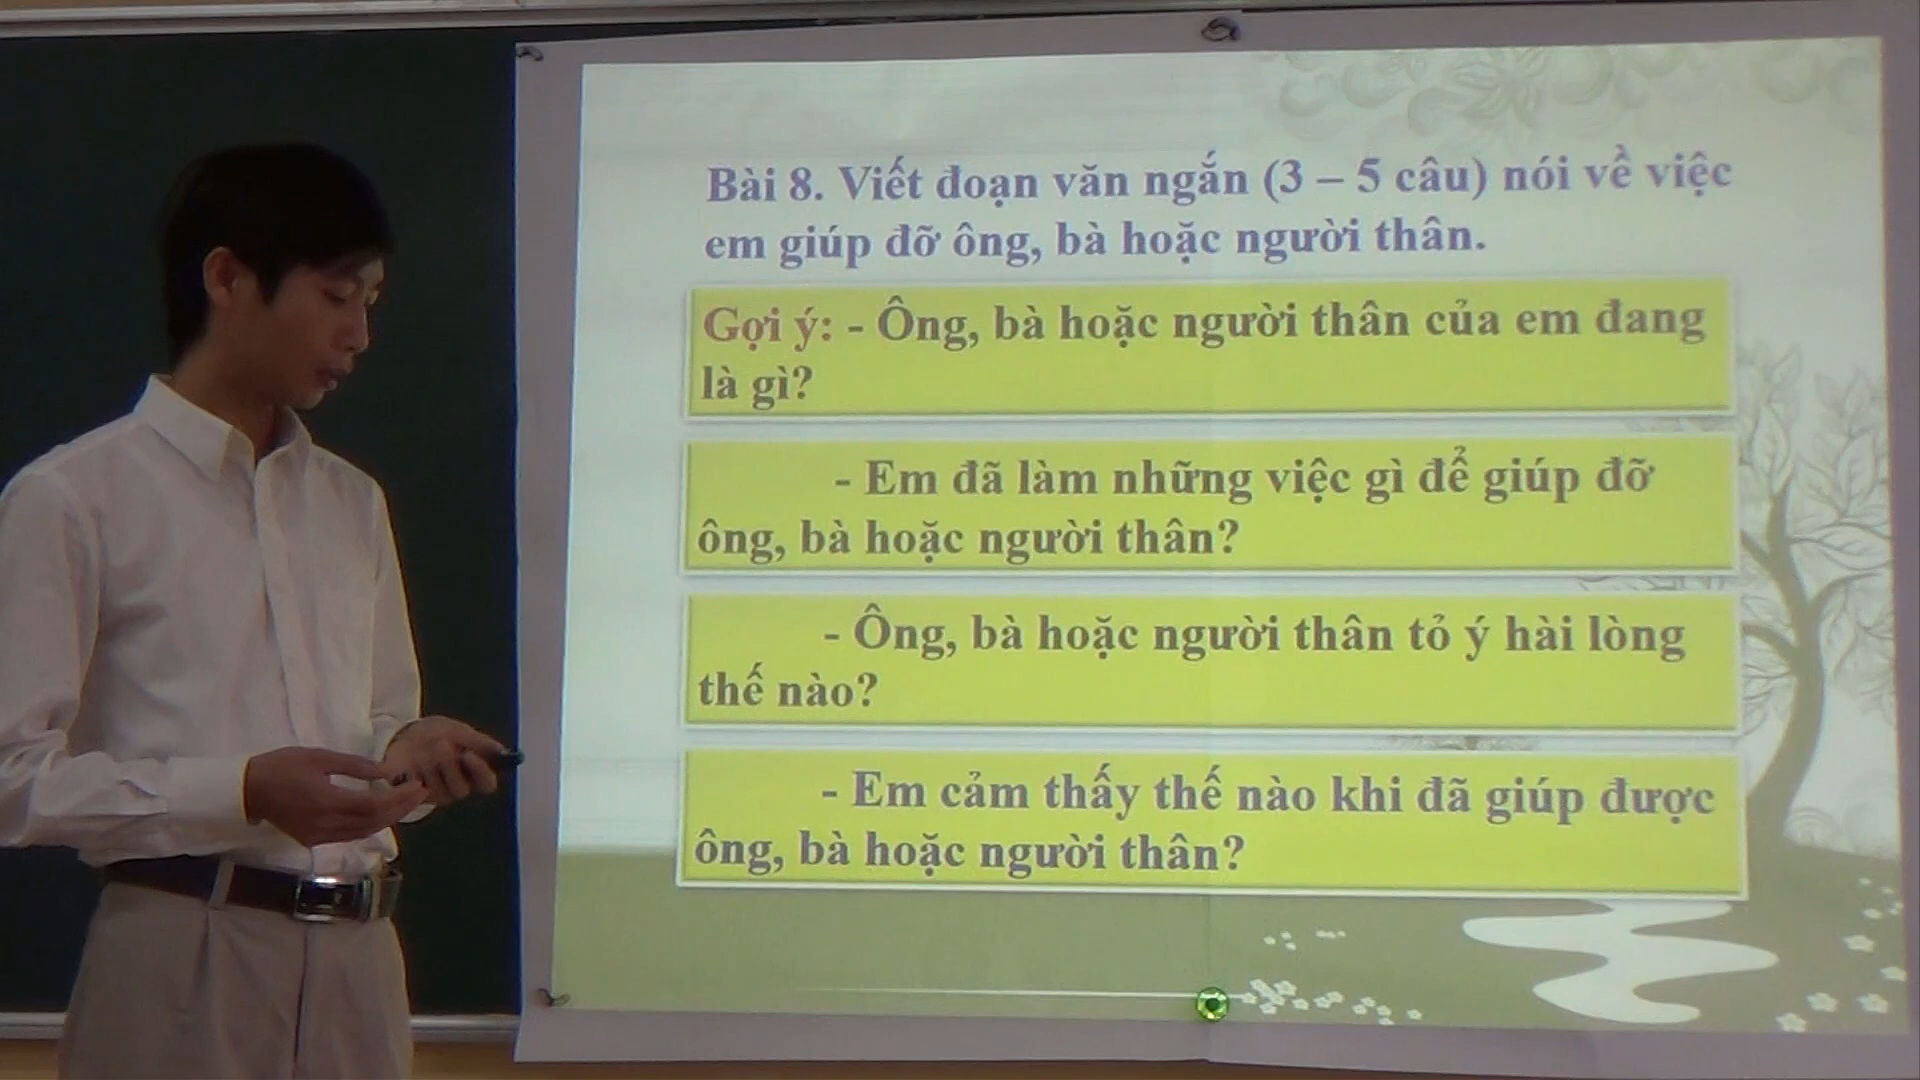 Bài 8. Viết đoạn văn ngắn (3 – 5 câu) nói về việc
em giúp đỡ ông, bà hoặc người thân.
Gợi ý: - Ông, bà hoặc người thân của em đang
là gì?
- Em đã làm những việc gì để giúp đỡ
ông, bà hoặc người thân?
- Ông, bà hoặc người thân tỏ ý hài lòng
thế nào?
- Em cảm thấy thế nào khi đã giúp được
ông, bà hoặc người thân?